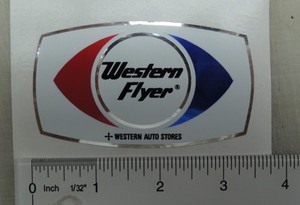 Western
Flyer®
+ WESTERN AUTO STORES
0 Inch 1/32" 1 2 3 4